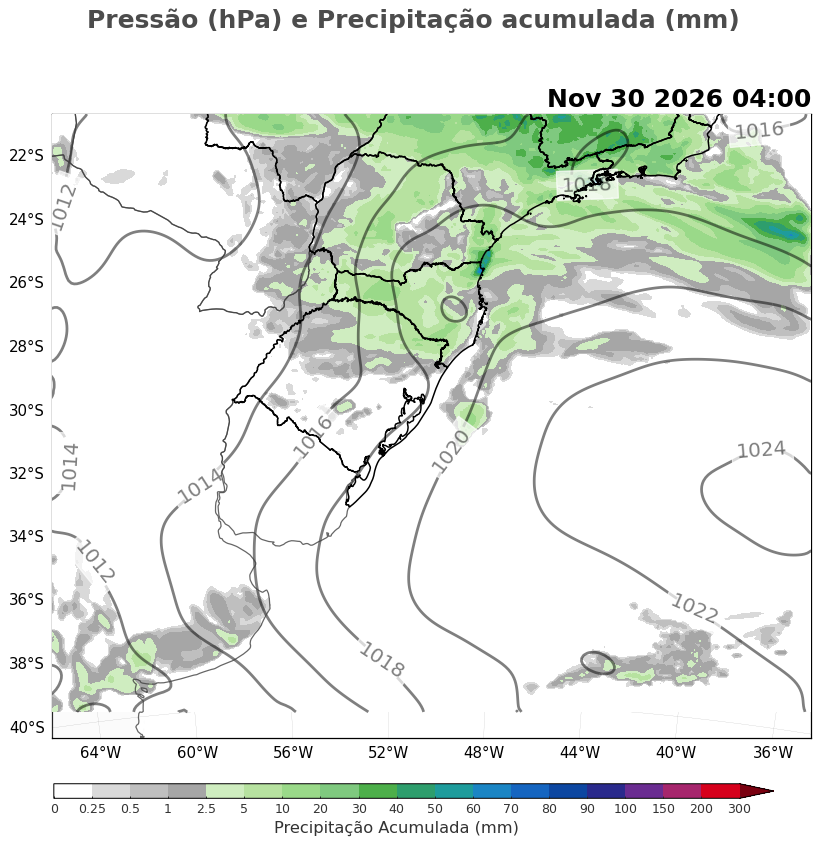 Pressão (hPa) e Precipitação acumulada (mm)
Nov 30 2026 04:00
1016
22°S
1018
1012
24°S
26°S
28°S
30°S
1016
1020
1024
1014
32°S
1014
34°S
1012
36°S
1022
1018
38°S
40°S
64°W 60°W 56°W 52°W 48°W 44°W 40°W 36°W
0 0.25 0.5 1 2.5 5 10 20 30 40 50 60 70 80 90 100 150 200 300
Precipitação Acumulada (mm)